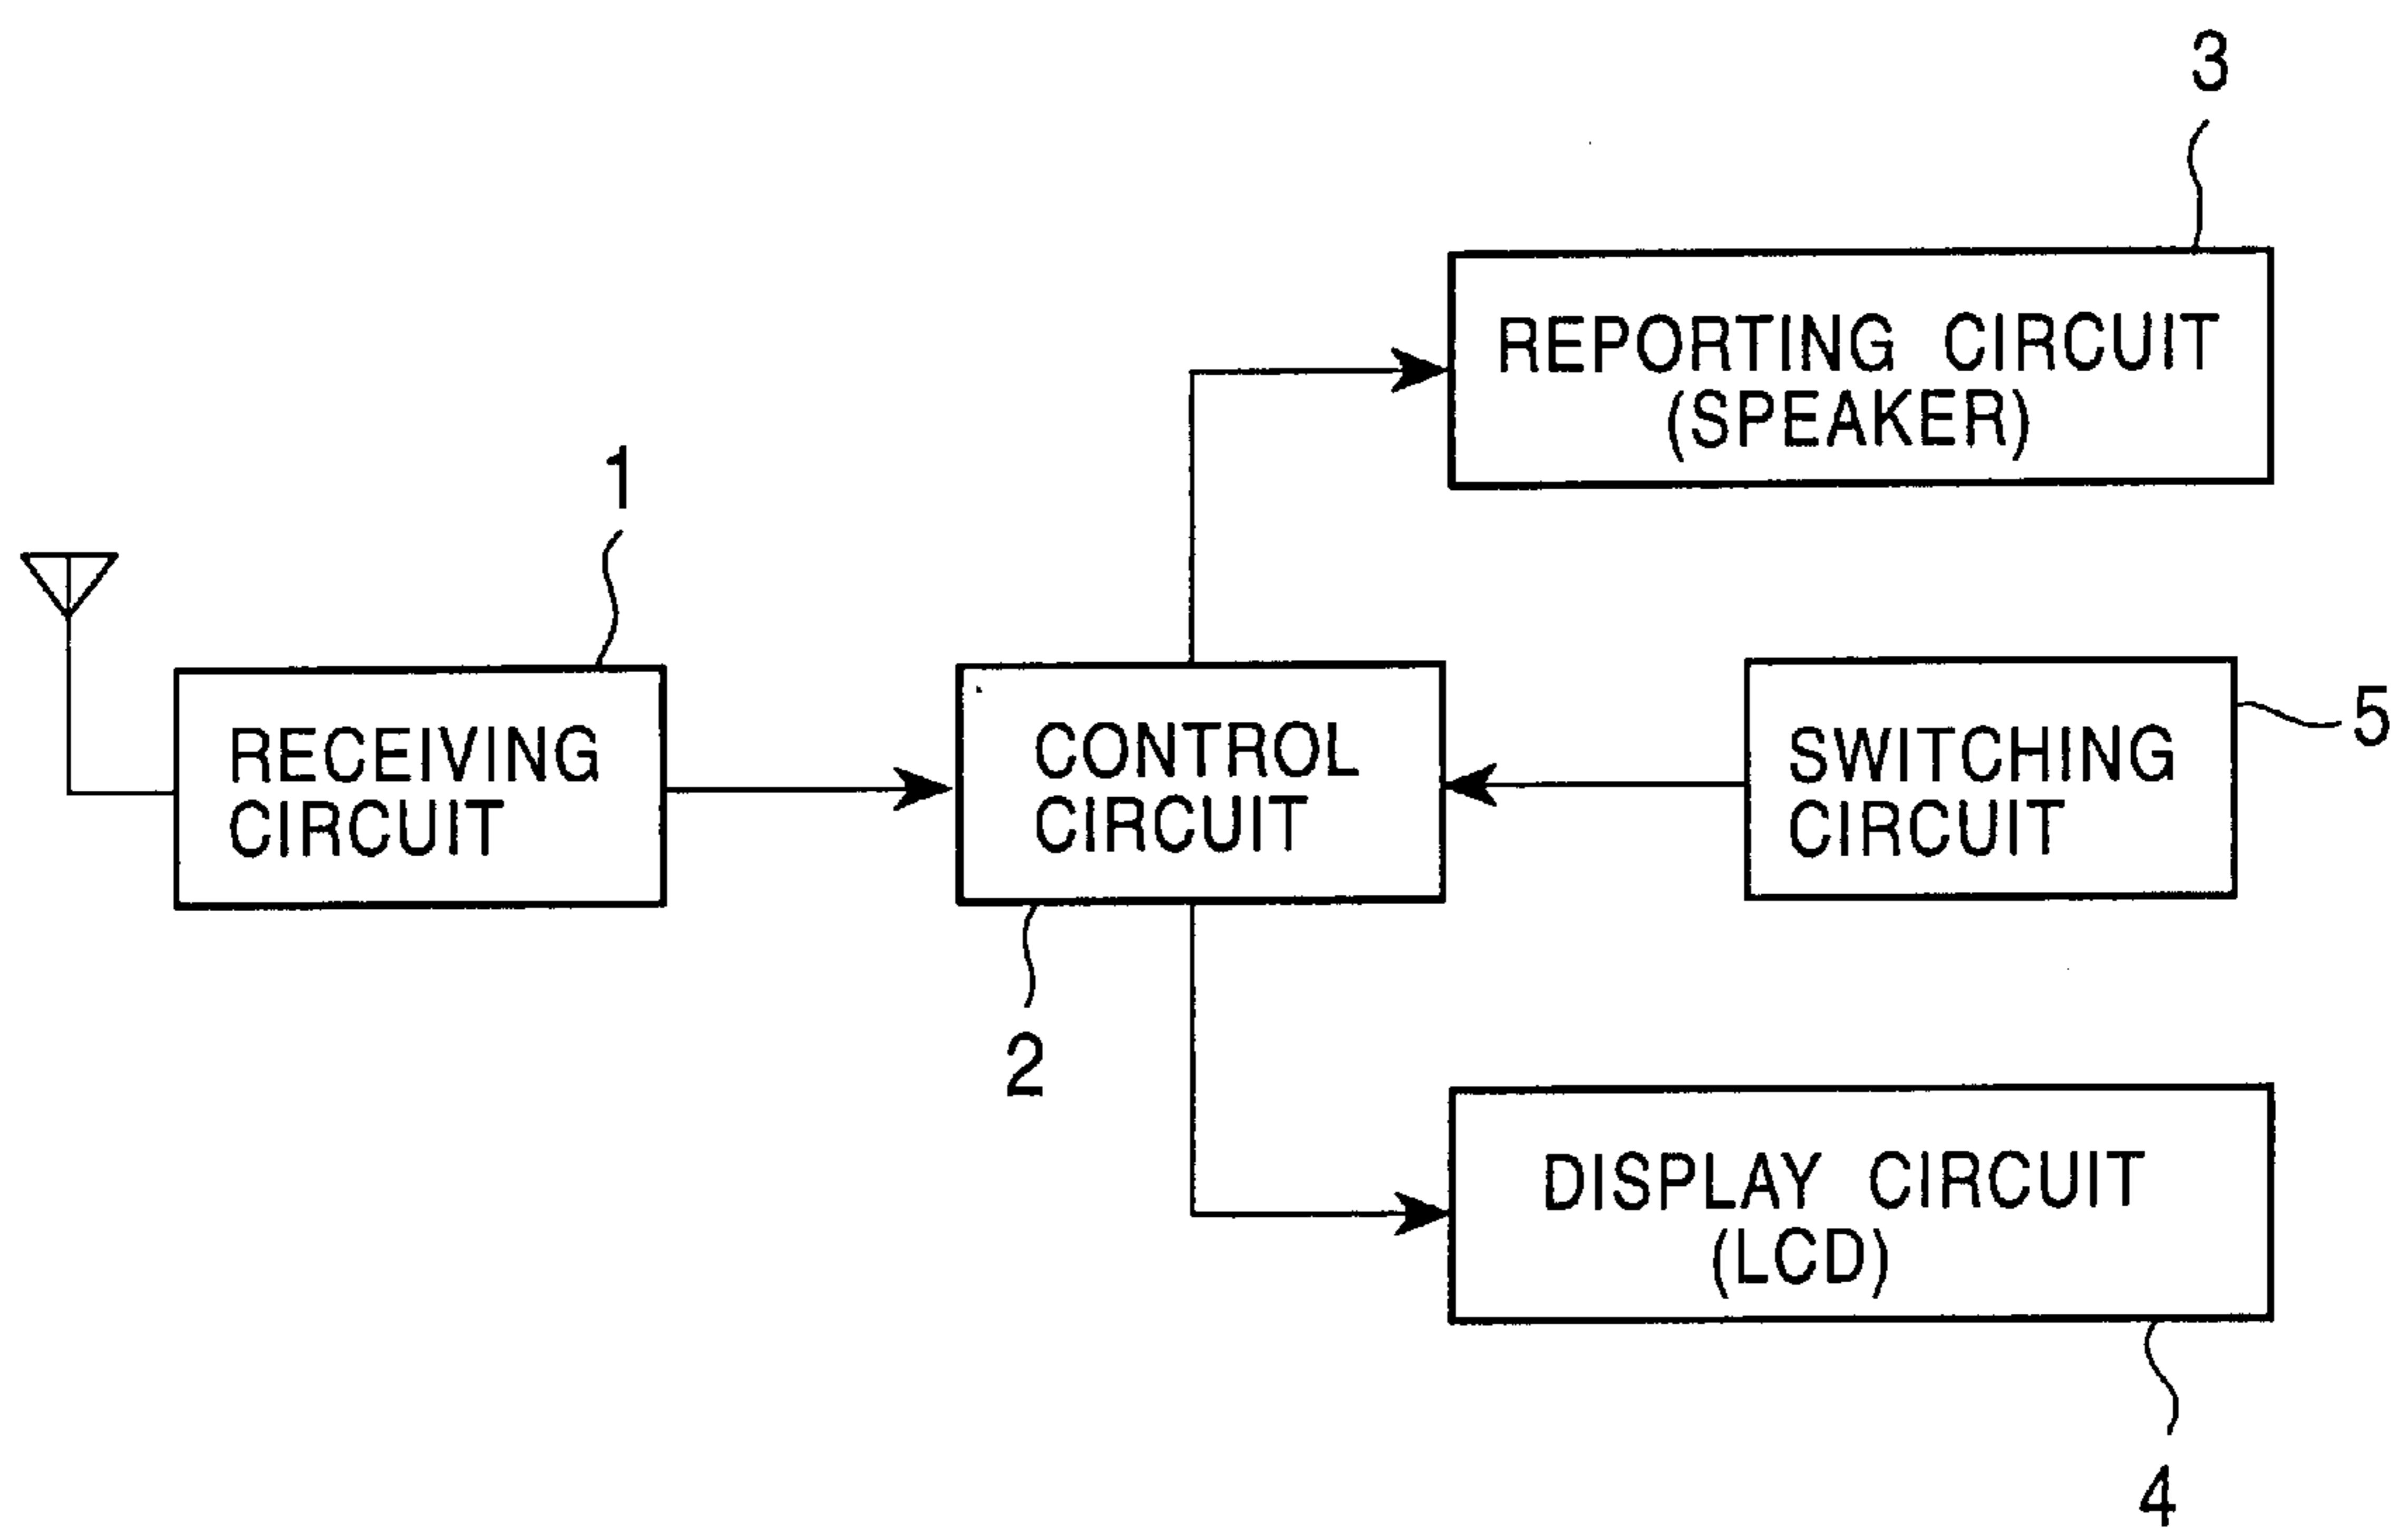 3
REPORTING CIRCUIT
(SPEAKER)
1
RECEIVING
CIRCUIT
CONTROL
CIRCUIT
2
SWITCHING
CIRCUIT
5
DISPLAY CIRCUIT
(LCD)
4